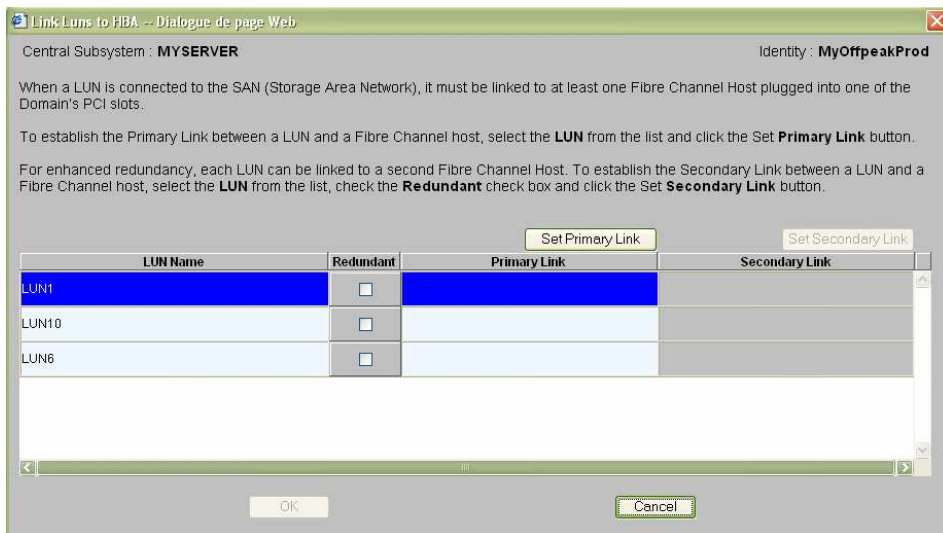 Link Luns to HBA -- Dialogue de page Web
Central Subsystem : MYSERVER
Identity : MyOffpeakProd
When a LUN is connected to the SAN (Storage Area Network), it must be linked to at least one Fibre Channel Host plugged into one of the
Domain's PCI slots.
To establish the Primary Link between a LUN and a Fibre Channel host, select the LUN from the list and click the Set Primary Link button.
For enhanced redundancy, each LUN can be linked to a second Fibre Channel Host. To establish the Secondary Link between a LUN and a
Fibre Channel host, select the LUN from the list, check the Redundant check box and click the Set Secondary Link button.
Set Primary Link
Set Secondary Link
LUN Name Redundant Primary Link Secondary Link
LUN1
LUN10
LUN6
OK
Cancel